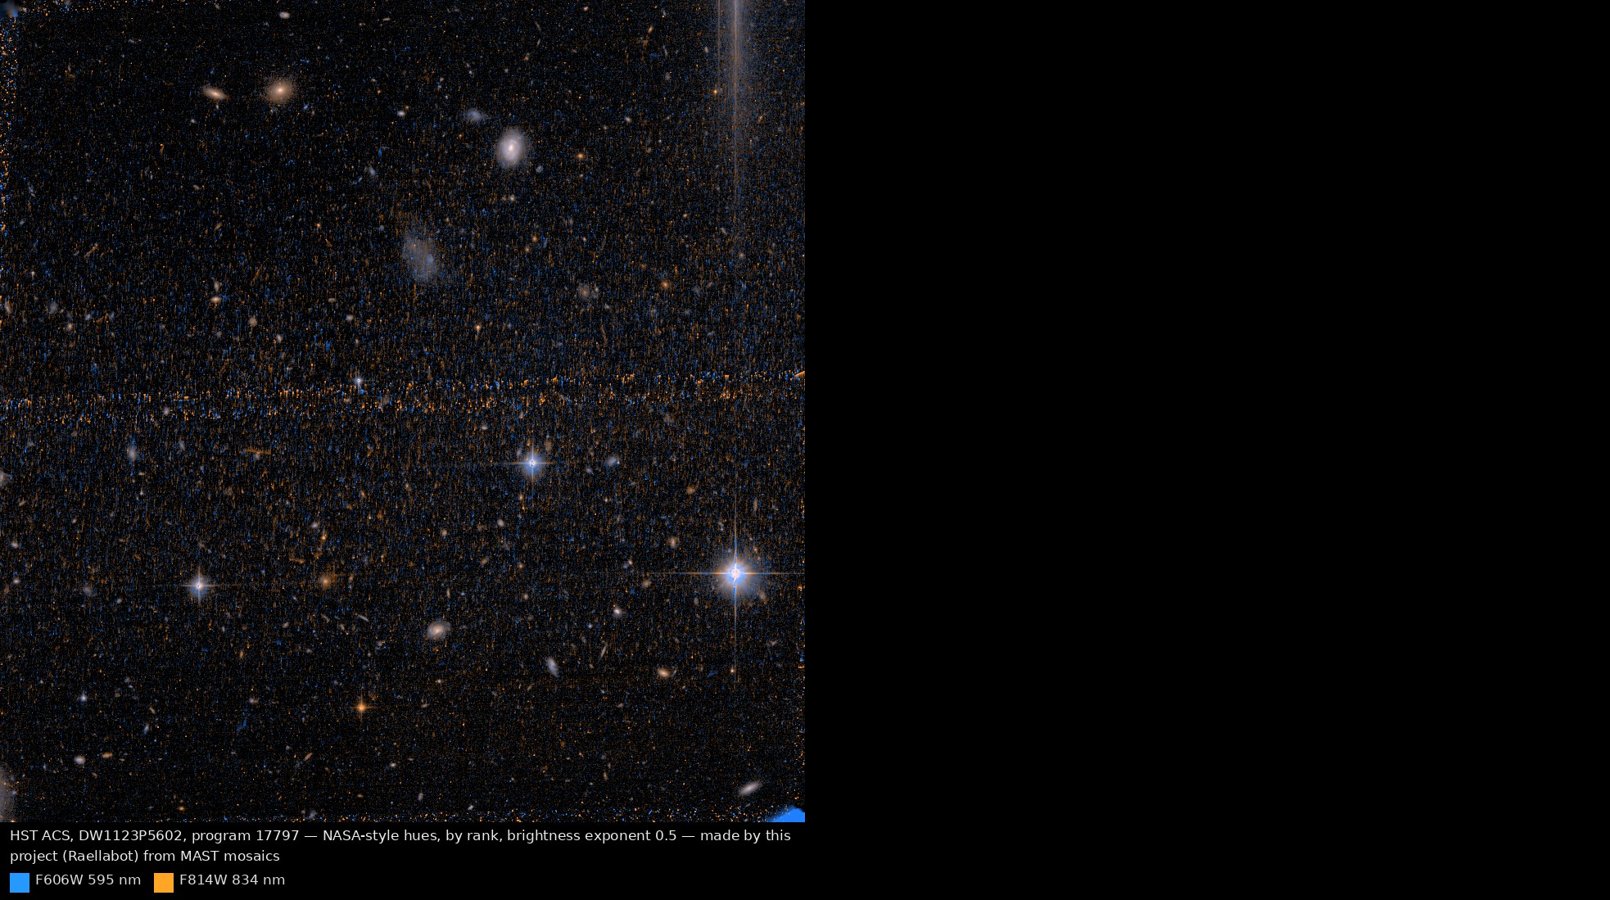 HST ACS, DW1123P5602, program 17797 — NASA-style hues, by rank, brightness exponent 0.5 — made by this
project (Raellabot) from MAST mosaics
F606W 595 nm F814W 834 nm